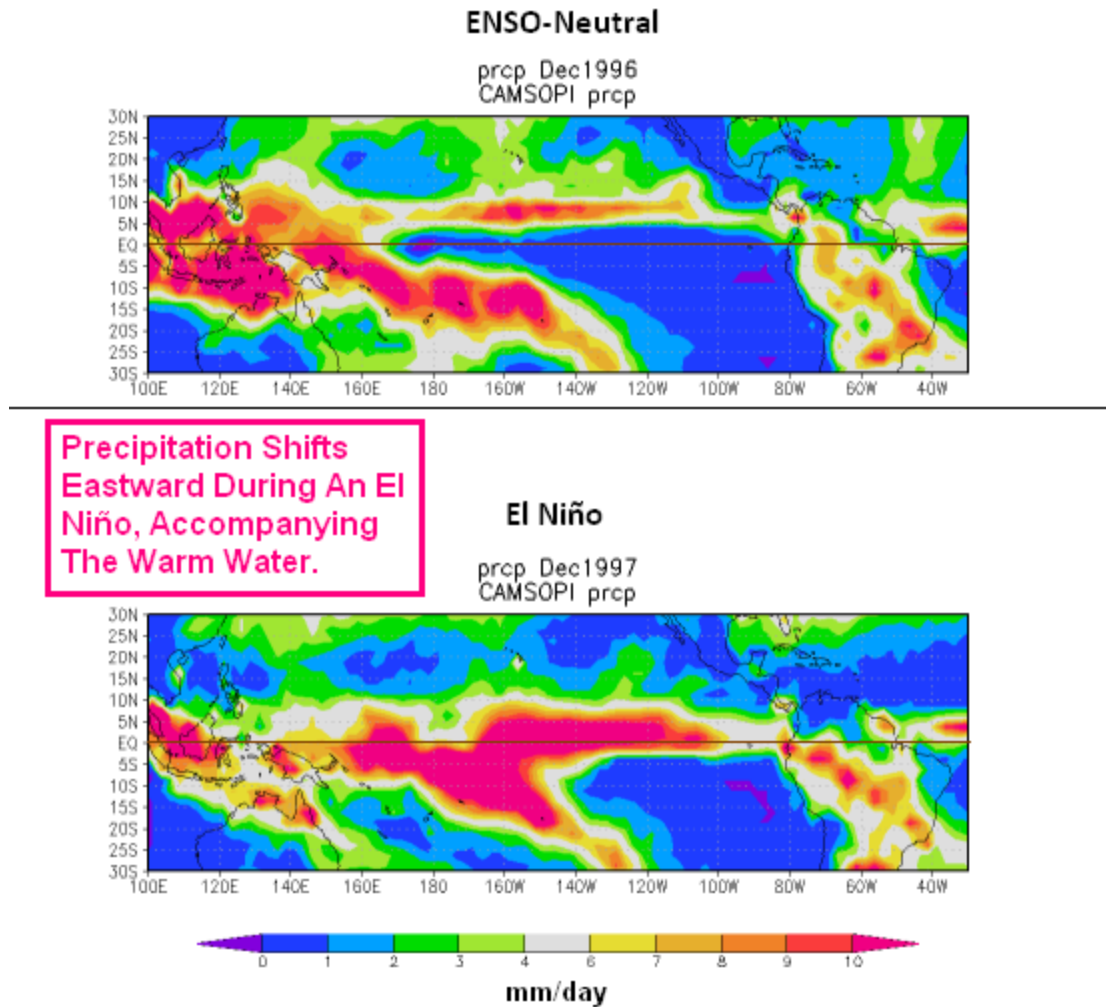 ENSO-Neutral
prcp Dec1996
CAMSOPI prcp
30N
25N
20N
15N
10N
5N
EQ
5S
10S
15S
20S
25S
30S
100E 120E 140E 160E 180 160W 140W 120W 100W 80W 60W 40W
Precipitation Shifts
Eastward During An El
Niño, Accompanying
The Warm Water.
El Niño
prcp Dec1997
CAMSOPI prcp
30N
25N
20N
15N
10N
5N
EQ
5S
10S
15S
20S
25S
30S
100E 120E 140E 160E 180 160W 140W 120W 100W 80W 60W 40W
0 1 2 3 4 6 7 8 9 10
mm/day